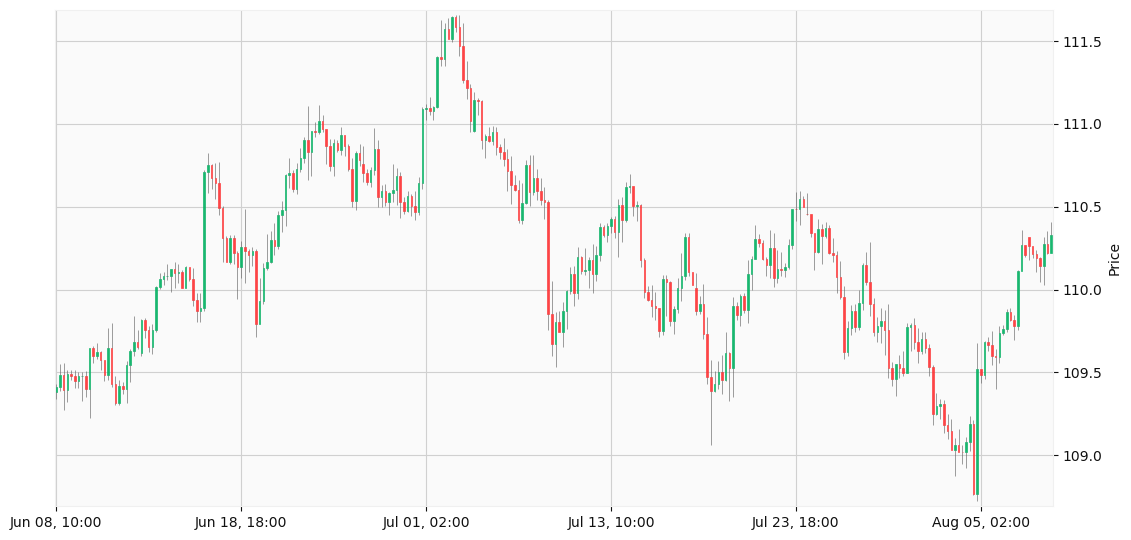 111.5
111.0
110.5
110.0
109.5
109.0
Price
Jun 08, 10:00
Jun 18, 18:00
Jul 01, 02:00
Jul 13, 10:00
Jul 23, 18:00
Aug 05, 02:00